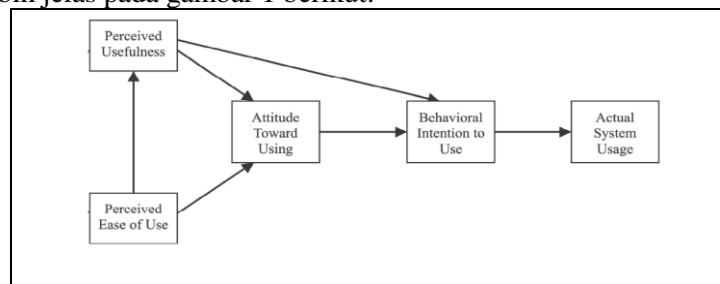 jelas pada gambar 1 berikut.
Perceived
Usefulness
Attitude
Toward
Using
Behavioral
Intention to
Use
Actual
System
Usage
Perceived
Ease of Use